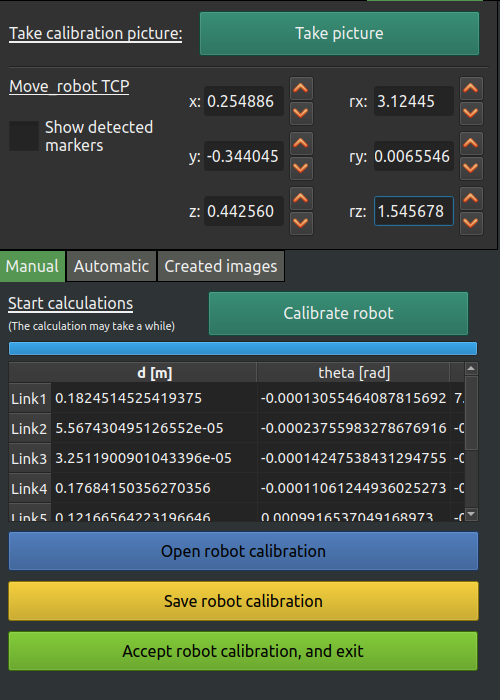 Take calibration picture: Take picture
Move robot TCP
Show detected markers
x: 0.254886 rx: 3.12445
y: -0.344045 ry: 0.0065546
z: 0.442560 rz: 1.545678
Manual Automatic Created images
Start calculations
(The calculation may take a while)
Calibrate robot
d [m] theta [rad]
Link1 0.1824514525419375 -0.00013055464087815692 7.
Link2 5.567430495126552e-05 -0.00023755983278676916 -0
Link3 3.2511900901043396e-05 -0.00014247538431294755 -0
Link4 0.17684150356270356 -0.00011061244936025273 -0
Link5 0.12166564223196646 0.0009916537049168973 -0
Open robot calibration
Save robot calibration
Accept robot calibration, and exit